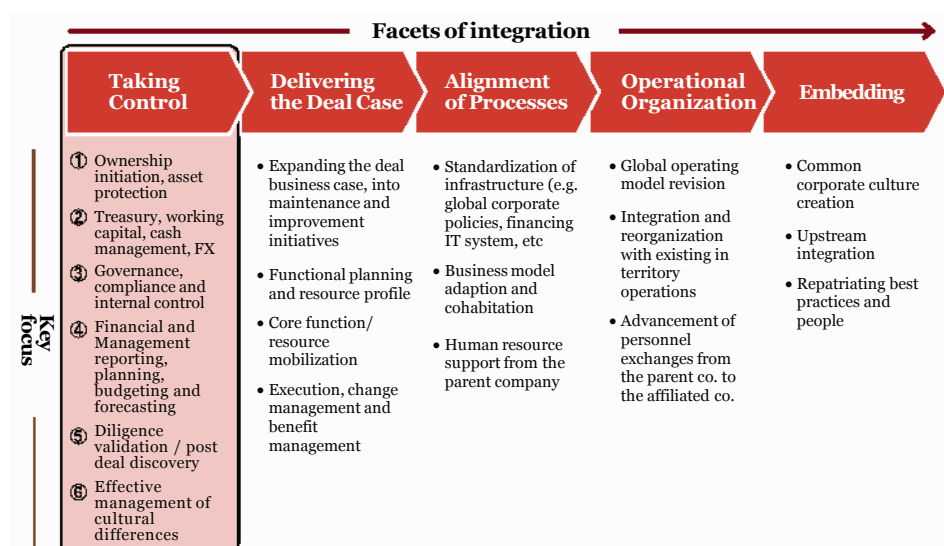 Facets of integration
Taking
Control
Delivering
the Deal Case
Alignment
of Processes
Operational
Organization
Embedding
Key
focus
① Ownership
initiation, asset
protection
② Treasury, working
capital, cash
management, FX
③ Governance,
compliance and
internal control
④ Financial and
Management
reporting,
planning,
budgeting and
forecasting
⑤ Diligence
validation / post
deal discovery
⑥ Effective
management of
cultural
differences
• Expanding the deal
business case, into
maintenance and
improvement
initiatives
• Functional planning
and resource profile
• Core function/
resource
mobilization
• Execution, change
management and
benefit
management
• Standardization of
infrastructure (e.g.
global corporate
policies, financing
IT system, etc
• Business model
adaption and
cohabitation
• Human resource
support from the
parent company
• Global operating
model revision
• Integration and
reorganization
with existing in
territory
operations
• Advancement of
personnel
exchanges from
the parent co. to
the affiliated co.
• Common
corporate culture
creation
• Upstream
integration
• Repatriating best
practices and
people